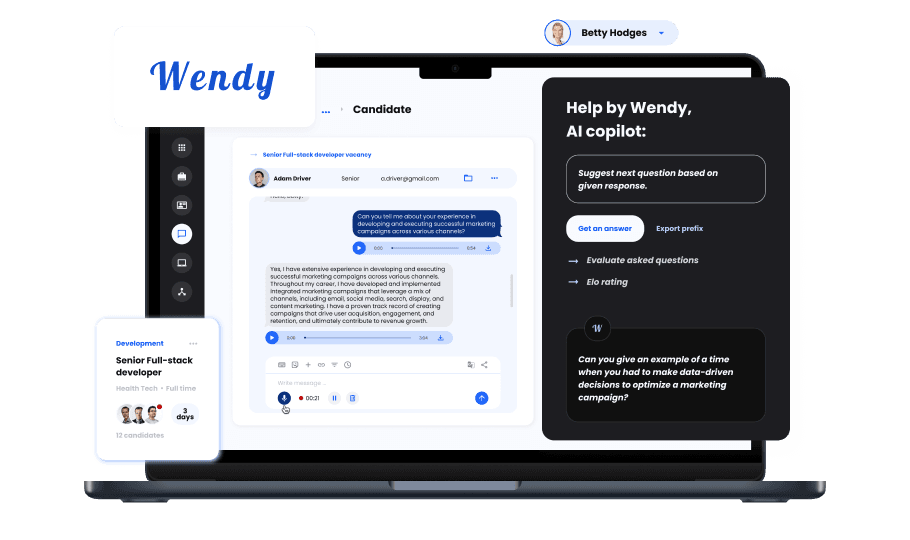 Betty Hodges
Wendy
Candidate
Senior Full-stack developer vacancy
Adam Driver Senior a.driver@gmail.com
Can you tell me about your experience in
developing and executing successful marketing
campaigns across various channels?
0:00 0:54
Yes, I have extensive experience in developing and executing
successful marketing campaigns across various channels.
Throughout my career, I have developed and implemented
integrated marketing campaigns that leverage a mix of
channels, including email, social media, search, display, and
content marketing. I have a proven track record of creating
campaigns that drive user acquisition, engagement, and
retention, and ultimately contribute to revenue growth.
Write message ...
00:21
Help by Wendy,
AI copilot:
Suggest next question based on
given response.
Get an answer Export prefix
Evaluate asked questions
Elo rating
W
Can you give an example of a time
when you had to make data-driven
decisions to optimize a marketing
campaign?
Development
Senior Full-stack
developer
Health Tech • Full time
3
days
12 candidates